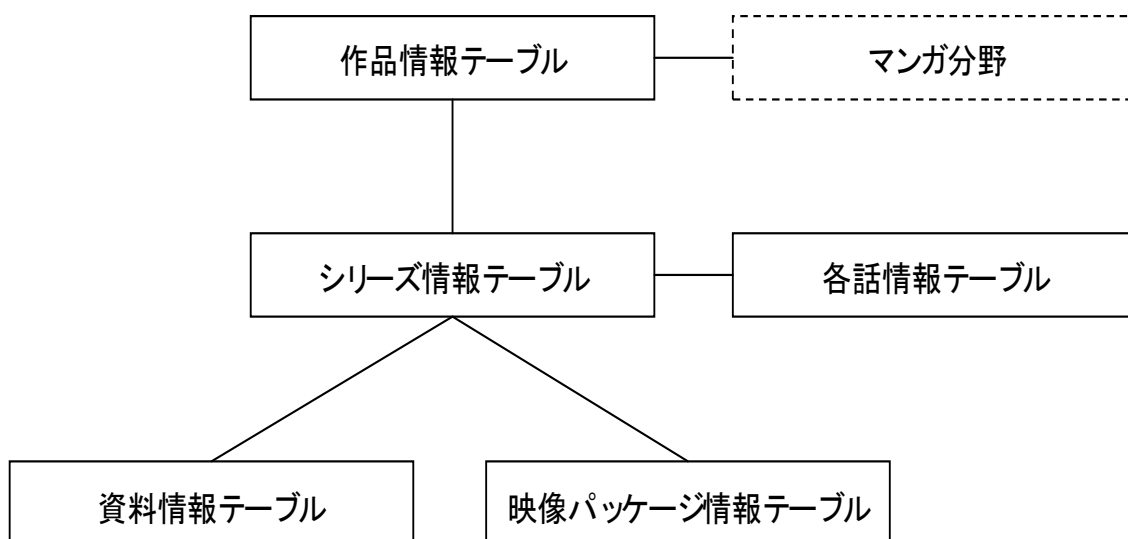 作品情報テーブル
マンガ分野
シリーズ情報テーブル
各話情報テーブル
資料情報テーブル
映像パッケージ情報テーブル